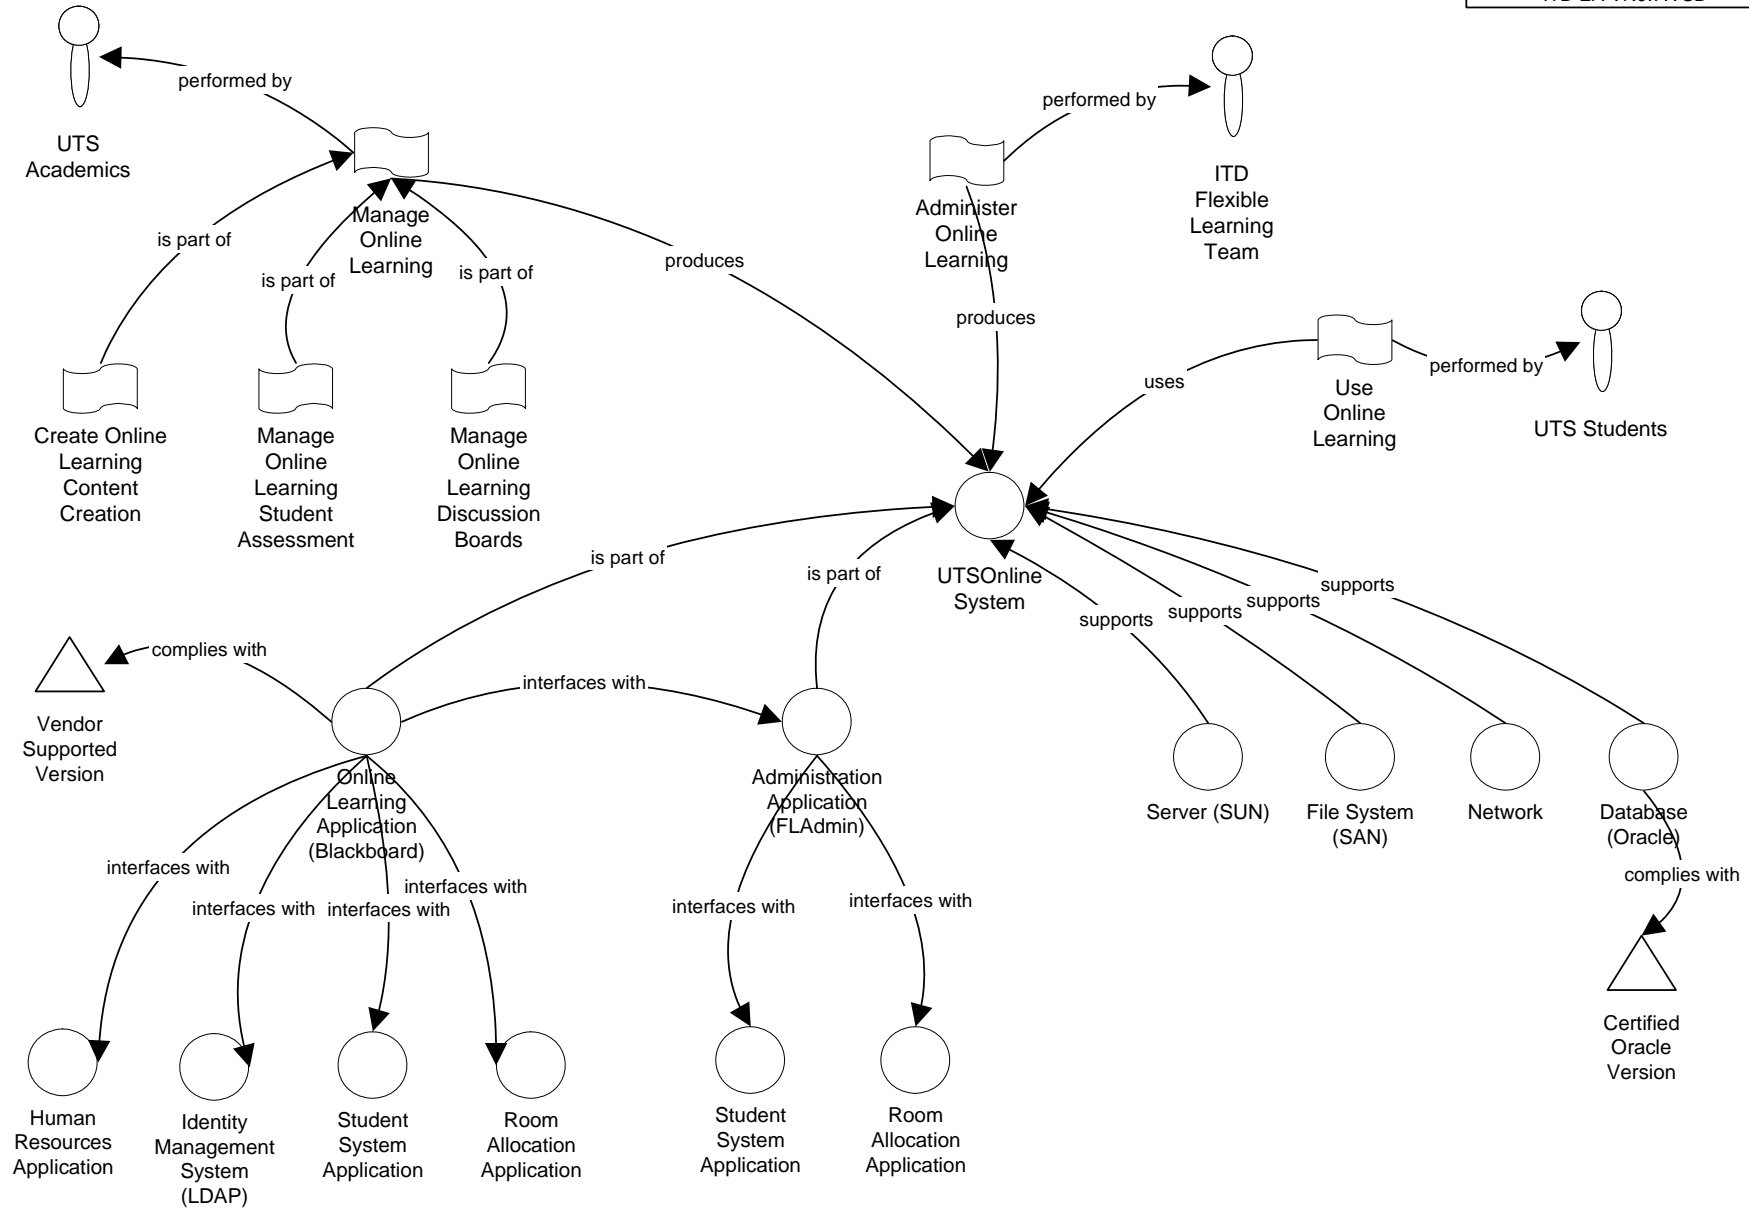 performed by
UTS
Academics
Manage
Online
Learning
is part of
is part of
is part of
produces
Create Online
Learning
Content
Creation
Manage
Online
Learning
Student
Assessment
Manage
Online
Learning
Discussion
Boards
performed by
Administer
Online
Learning
ITD
Flexible
Learning
Team
produces
uses
Use
Online
Learning
performed by
UTS Students
UTSOnline
System
is part of
is part of
supports
supports
supports
supports
complies with
Vendor
Supported
Version
interfaces with
Online
Learning
Application
(Blackboard)
Administration
Application
(FLAdmin)
Server (SUN)
File System
(SAN)
Network
Database
(Oracle)
complies with
interfaces with
interfaces with
interfaces with
interfaces with
interfaces with
interfaces with
Human
Resources
Application
Identity
Management
System
(LDAP)
Student
System
Application
Room
Allocation
Application
Student
System
Application
Room
Allocation
Application
Certified
Oracle
Version